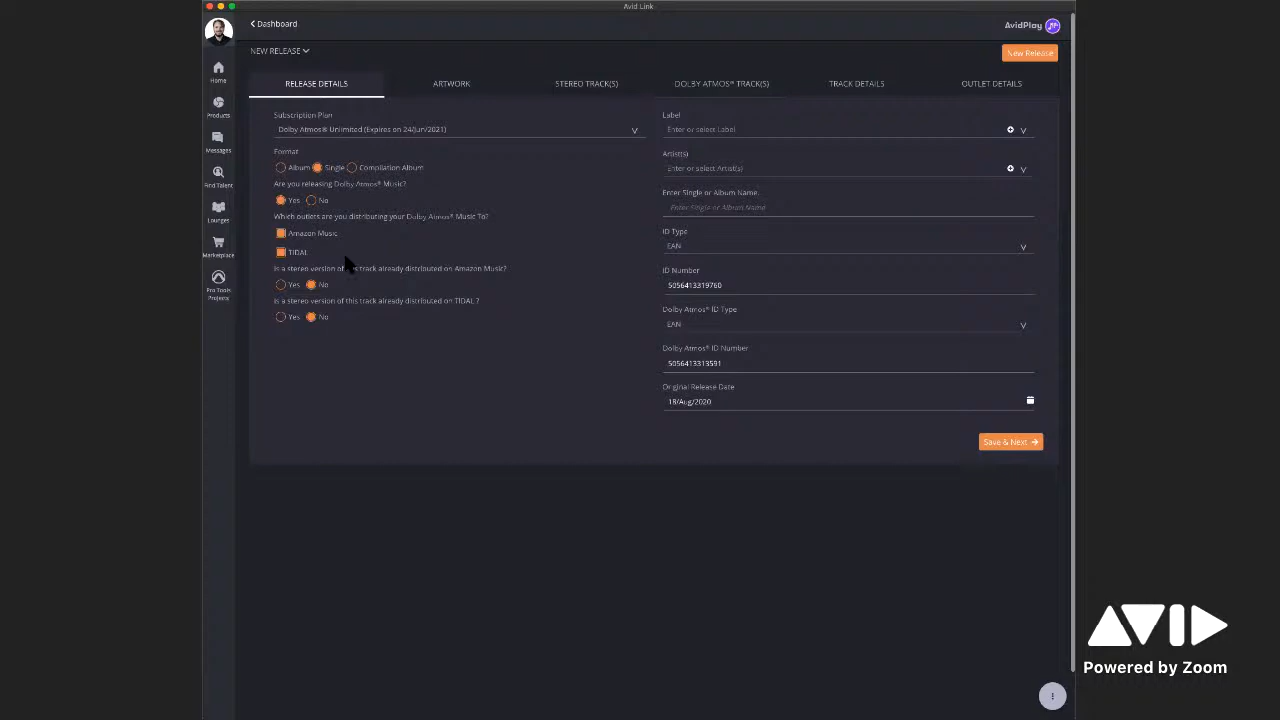 Avid Link
Dashboard
AvidPlay
NEW RELEASE
New Release
Home
Products
Messages
Find Talent
Lounges
Marketplace
Pro Tools
Projects
RELEASE DETAILS
ARTWORK
STEREO TRACK(S)
DOLBY ATMOS® TRACK(S)
TRACK DETAILS
OUTLET DETAILS
Subscription Plan
Dolby Atmos® Unlimited (Expires on 24/Jun/2021)
Format
Album Single Compilation Album
Are you releasing Dolby Atmos® Music?
Yes No
Which outlets are you distributing your Dolby Atmos® Music To?
Amazon Music
TIDAL
Is a stereo version of this track already distributed on Amazon Music?
Yes No
Is a stereo version of this track already distributed on TIDAL ?
Yes No
Label
Enter or select Label
Artist(s)
Enter or select Artist(s)
Enter Single or Album Name
Enter Single or Album Name
ID Type
EAN
ID Number
5056413319760
Dolby Atmos® ID Type
EAN
Dolby Atmos® ID Number
5056413313591
Original Release Date
18/Aug/2020
Save & Next
AVID
Powered by Zoom